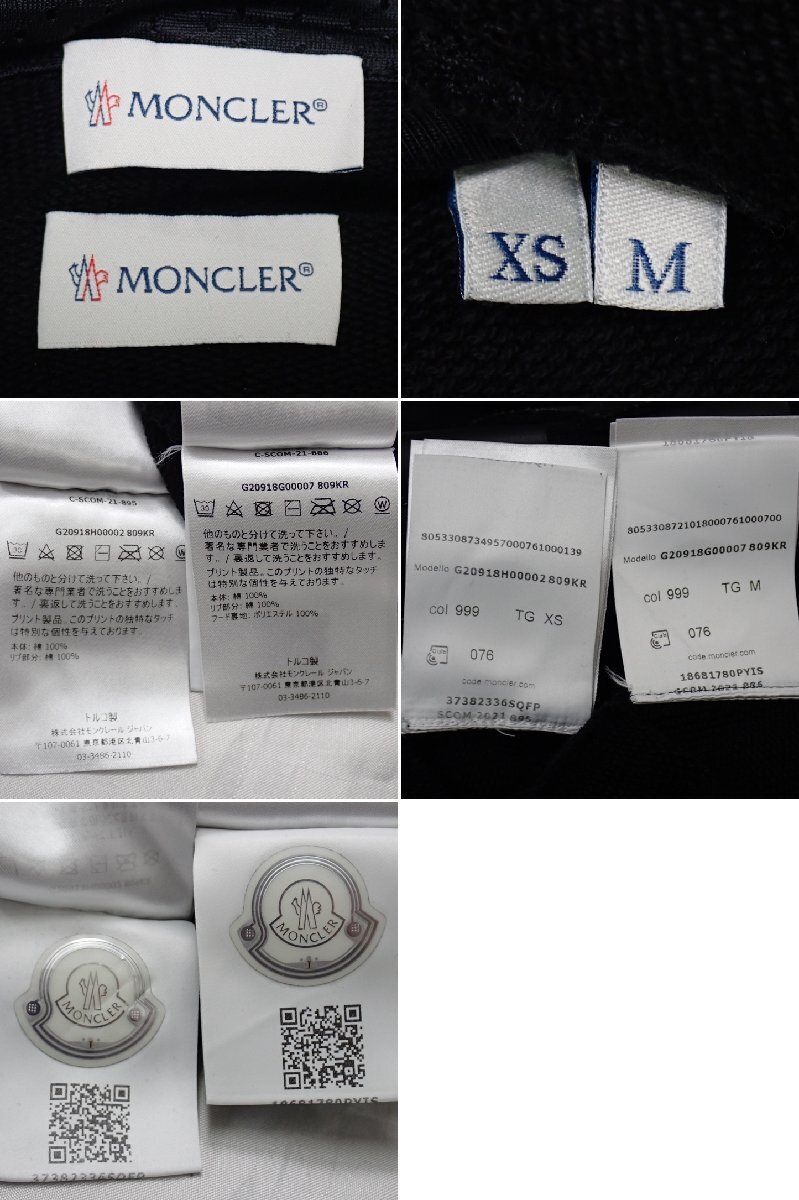 MONCLER®
MONCLER®
XS
M
C-SCOM-21-895
G20918H00002 809KR
30
W
他のものと分けて洗って下さい。/
著名な専門業者で洗うことをおすすめしま
す。/ 裏返して洗うことをおすすめします
プリント製品。このプリントの独特なタッチ
は特別な個性を与えております。
本体: 綿 100%
リブ部分: 綿 100%
トルコ製
株式会社モンクレール ジャパン
〒107-0061 東京都港区北青山3-6-7
03-3486-2110
C-SCOM-21-886
G20918G00007 809KR
30
W
他のものと分けて洗って下さい。/
著名な専門業者で洗うことをおすすめしま
す。/ 裏返して洗うことをおすすめします
プリント製品。このプリントの独特なタッチ
は特別な個性を与えております。
本体: 綿 100%
リブ部分: 綿 100%
フード裏地: ポリエステル 100%
トルコ製
株式会社モンクレール ジャパン
〒107-0061 東京都港区北青山3-6-7
03-3486-2110
8053308734957000761000139
Modello G20918H00002 809KR
col 999 TG XS
076
code.moncler.com
37382336SQFP
SCOM 2021 895
18681780PYIS
8053308721018000761000700
Modello G20918G00007 809KR
col 999 TG M
076
code.moncler.com
18681780PYIS
SCOM 2021 886
MONCLER
37382336SQFP
MONCLER
18681780PYIS